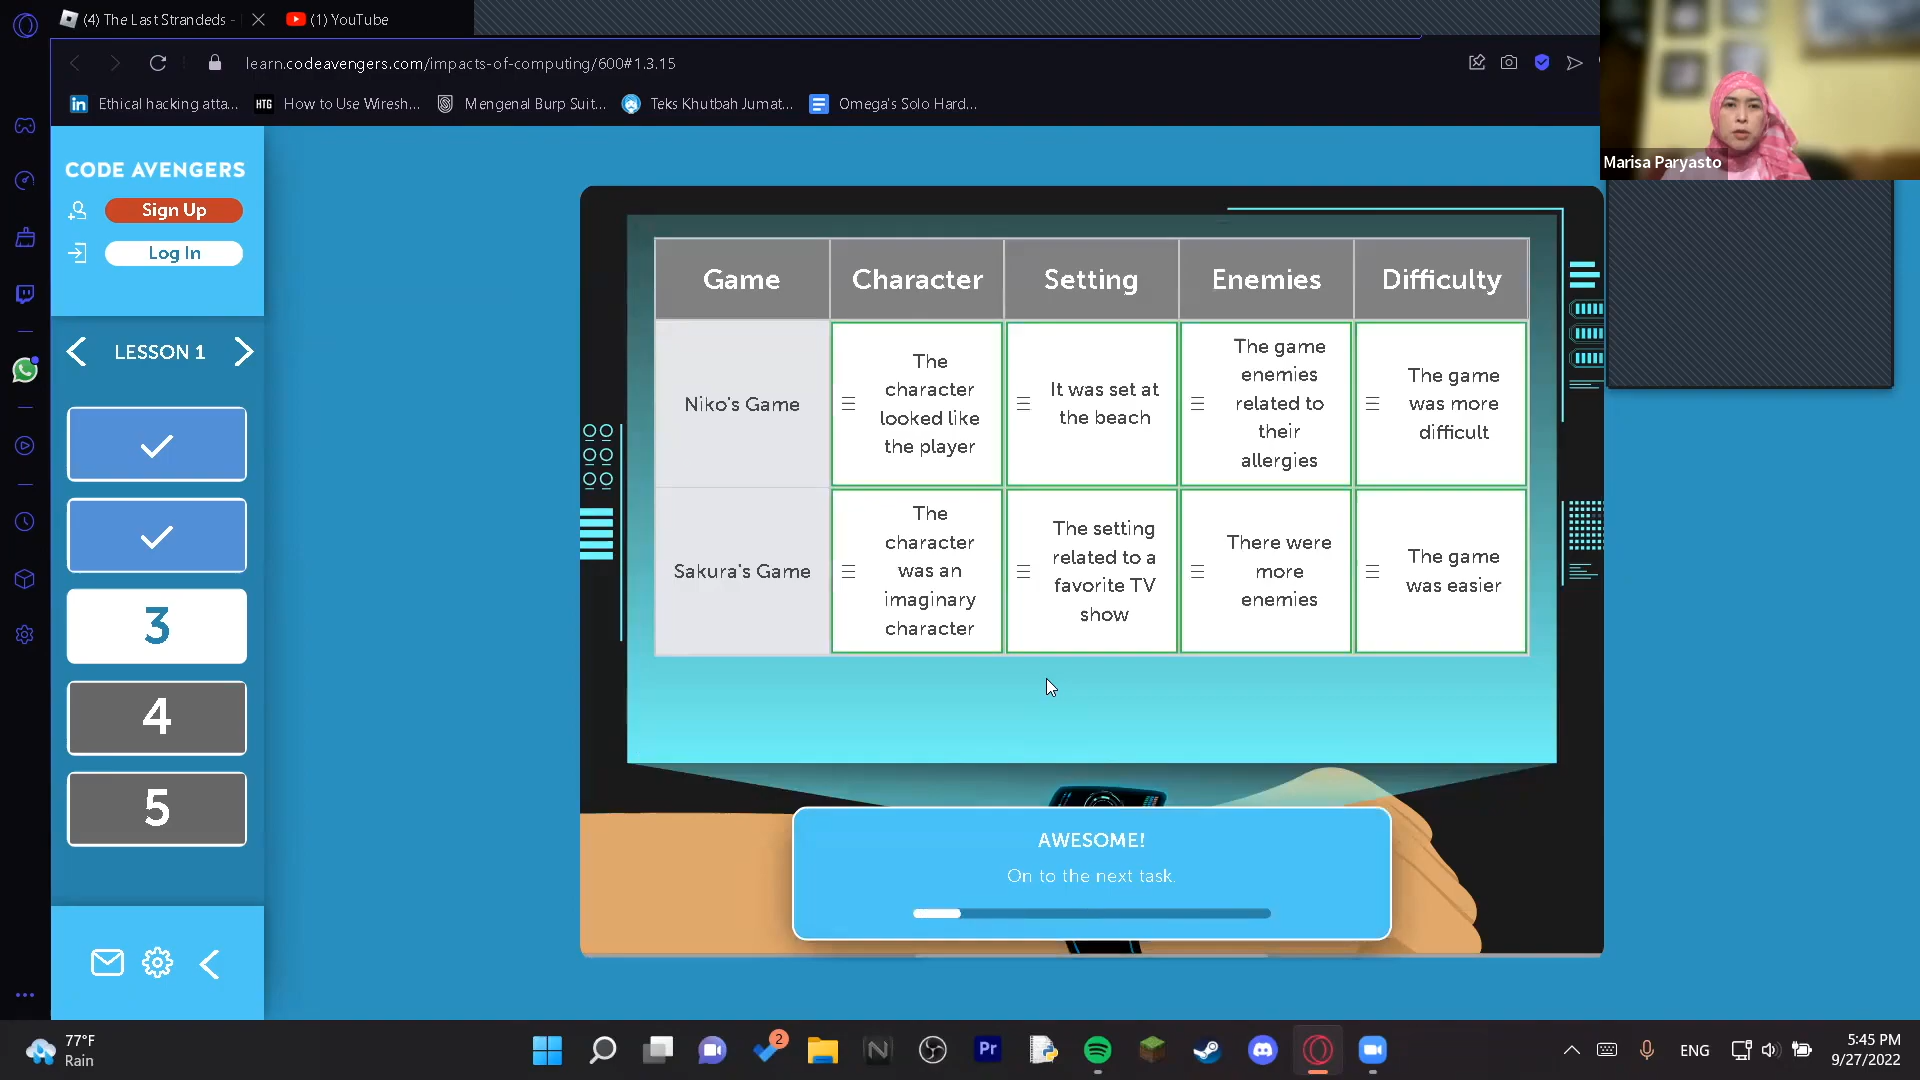 (4) The Last Strandeds -
(1) YouTube
learn.codeavengers.com/impacts-of-computing/600#1.3.15
Ethical hacking atta...
HTG
How to Use Wiresh...
Mengenal Burp Suit...
Teks Khutbah Jumat...
Omega's Solo Hard...
Marisa Paryasto
CODE AVENGERS
Sign Up
Log In
LESSON 1
3
4
5
Game
Character
Setting
Enemies
Difficulty
Niko's Game
The
character
looked like
the player
It was set at
the beach
The game
enemies
related to
their
allergies
The game
was more
difficult
Sakura's Game
The
character
was an
imaginary
character
The setting
related to a
favorite TV
show
There were
more
enemies
The game
was easier
AWESOME!
On to the next task.
77°F
Rain
2
Pr
ENG
5:45 PM
9/27/2022